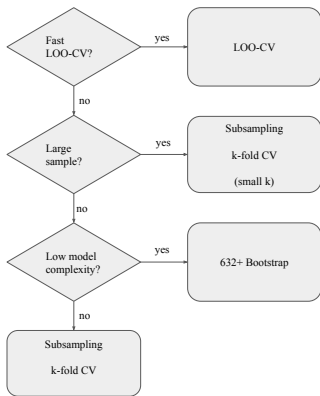 Fast
LOO-CV?
yes
LOO-CV
no
Large
sample?
yes
Subsampling
k-fold CV
(small k)
no
Low model
complexity?
yes
632+ Bootstrap
no
Subsampling
k-fold CV